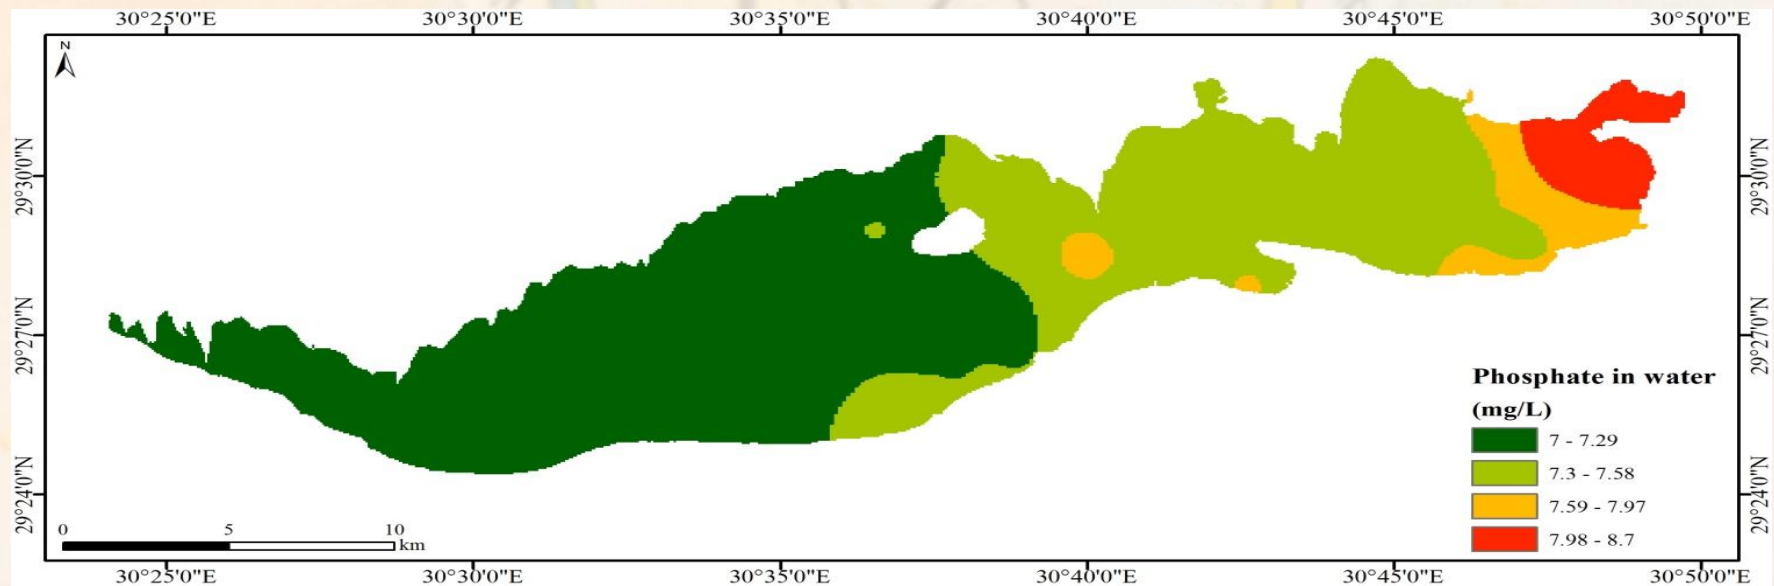 30°25'0"E 30°30'0"E 30°35'0"E 30°40'0"E 30°45'0"E 30°50'0"E
N
29°30'0"N 29°30'0"N
29°27'0"N 29°27'0"N
Phosphate in water
(mg/L)
7 - 7.29
7.3 - 7.58
29°24'0"N 29°24'0"N
7.59 - 7.97
0 5 10
km
7.98 - 8.7
30°25'0"E 30°30'0"E 30°35'0"E 30°40'0"E 30°45'0"E 30°50'0"E